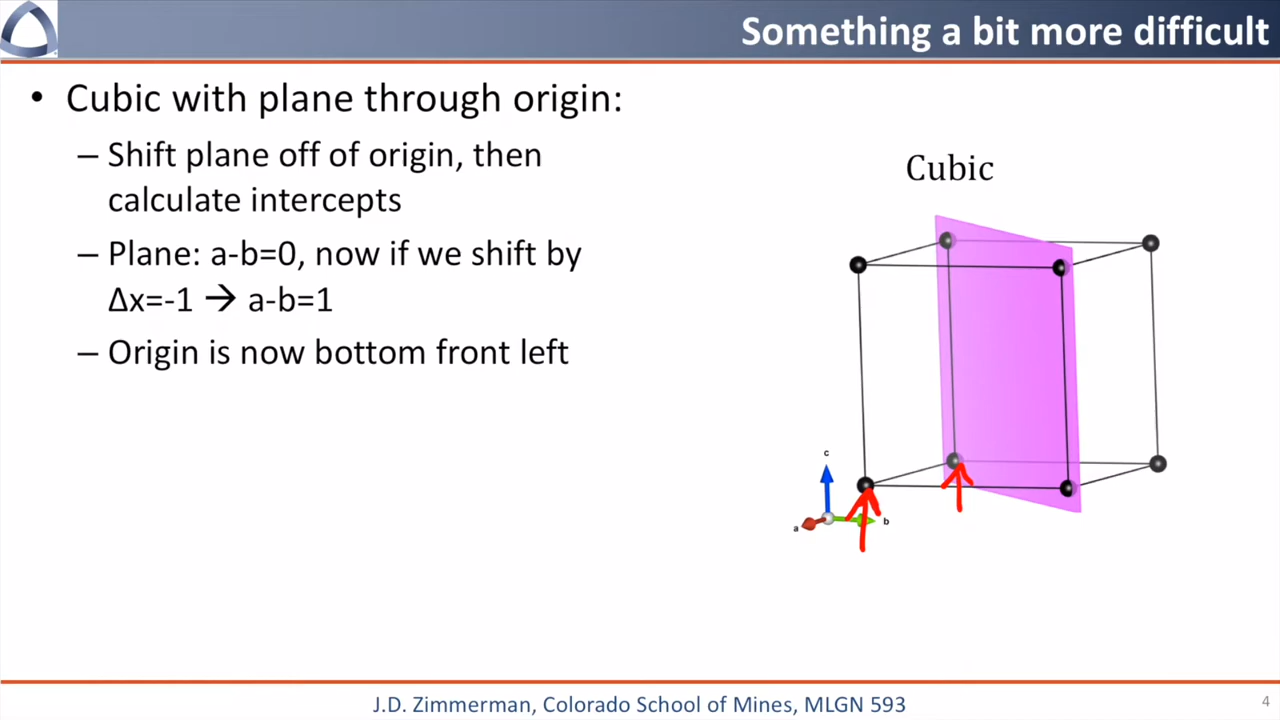 Something a bit more difficult
• Cubic with plane through origin:
– Shift plane off of origin, then
calculate intercepts
– Plane: a-b=0, now if we shift by
Δx=-1 → a-b=1
– Origin is now bottom front left
Cubic
c
a
b
J.D. Zimmerman, Colorado School of Mines, MLGN 593
4